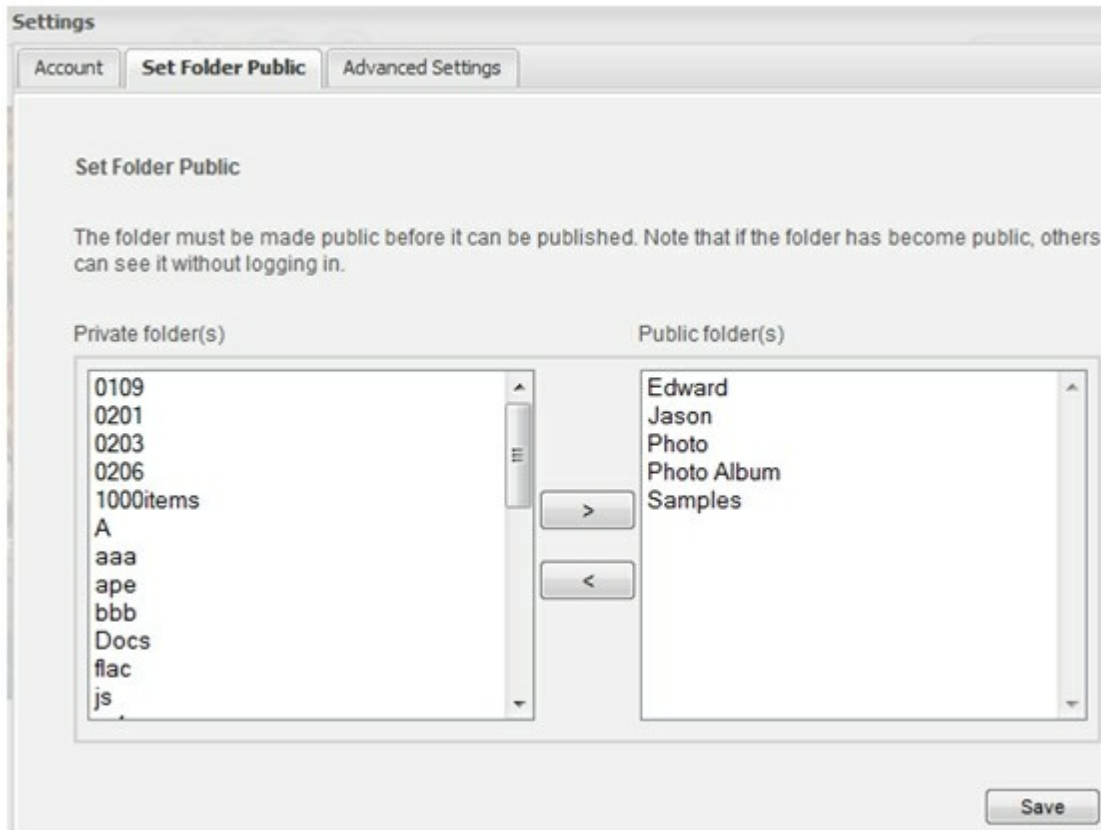 Settings
Account
Set Folder Public
Advanced Settings
Set Folder Public
The folder must be made public before it can be published. Note that if the folder has become public, others
can see it without logging in.
Private folder(s)
Public folder(s)
0109
0201
0203
0206
1000items
A
aaa
ape
bbb
Docs
flac
js
>
<
Edward
Jason
Photo
Photo Album
Samples
Save